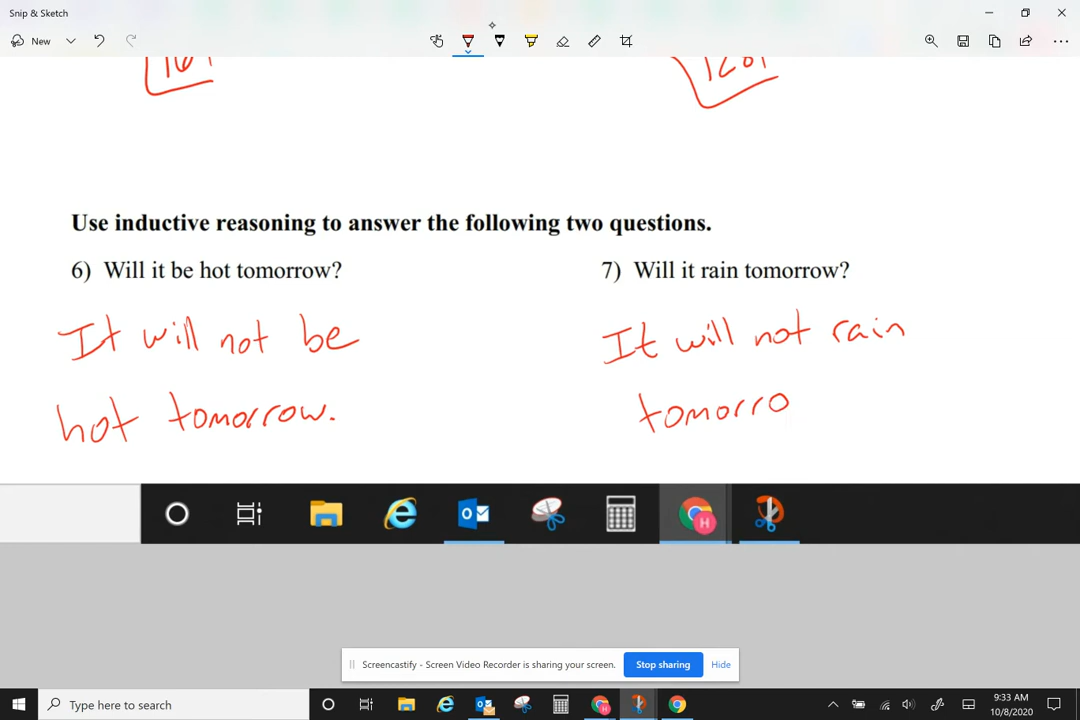 Snip & Sketch
New
Use inductive reasoning to answer the following two questions.
6) Will it be hot tomorrow?
7) Will it rain tomorrow?
It will not be
hot tomorrow.
It will not rain
tomorro
Screencastify - Screen Video Recorder is sharing your screen.
Stop sharing
Hide
Type here to search
9:33 AM
10/8/2020